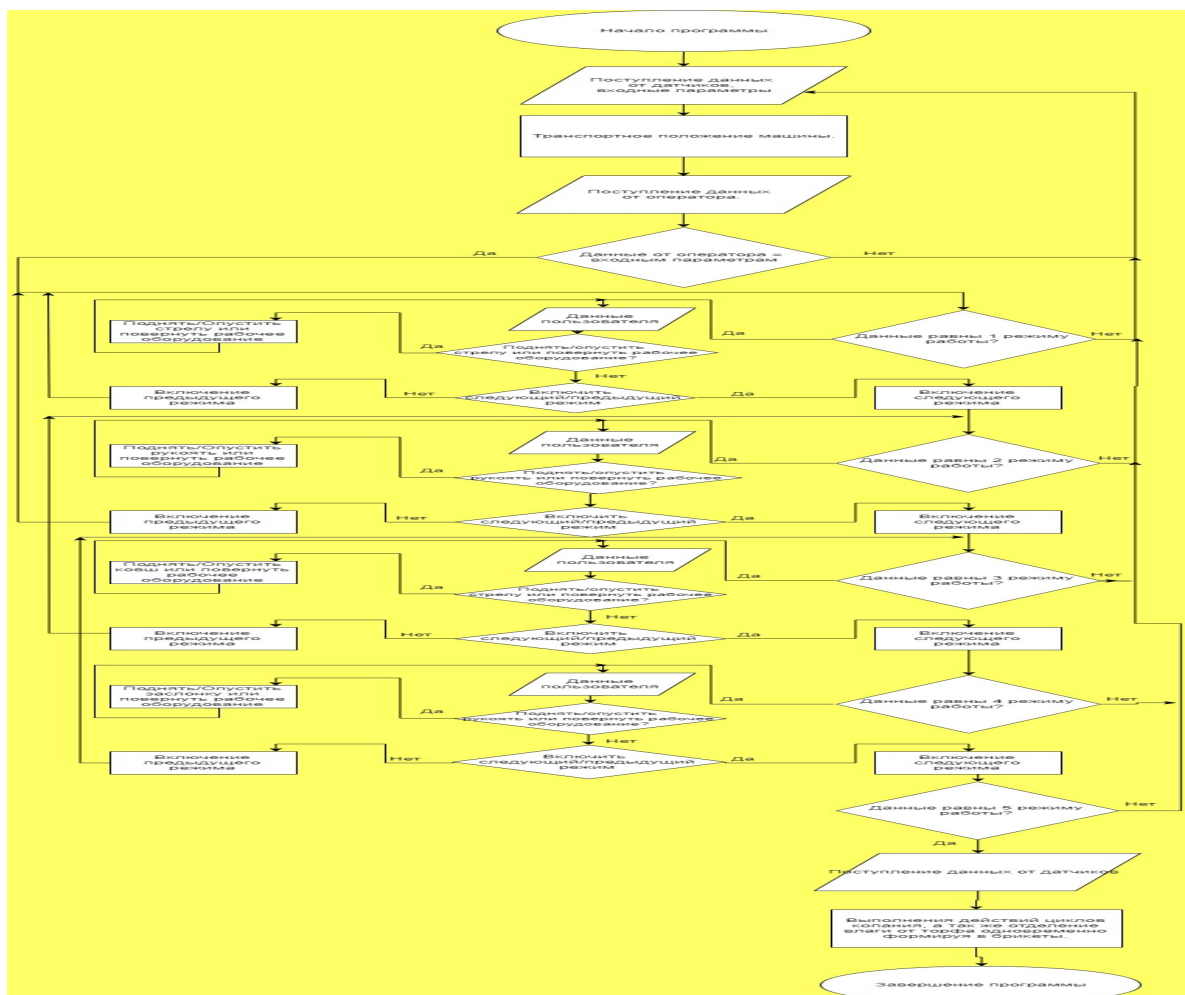 Начало программы
Поступление данных
от датчиков,
входные параметры
Транспортное положение машины.
Поступление данных
от оператора.
Да
Данные от оператора =
входным параметрам
Нет
Поднять/Опустить
стрелу или
повернуть рабочее
оборудование
Данные
пользователя
Да
Поднять/опустить
стрелу или повернуть рабочее
оборудование?
Да
Данные равны 1 режиму
работы?
Нет
Нет
Включение
предыдущего
режима
Нет
Включить
следующий/предыдущий
режим
Да
Включение
следующего
режима
Поднять/Опустить
рукоять или
повернуть рабочее
оборудование
Данные
пользователя
Да
Поднять/опустить
рукоять или повернуть рабочее
оборудование?
Да
Данные равны 2 режиму
работы?
Нет
Включение
предыдущего
режима
Нет
Включить
следующий/предыдущий
режим
Да
Включение
следующего
режима
Поднять/Опустить
ковш или повернуть
рабочее
оборудование
Данные
пользователя
Да
Поднять/опустить
стрелу или повернуть рабочее
оборудование?
Да
Данные равны 3 режиму
работы?
Нет
Нет
Включение
предыдущего
режима
Нет
Включить
следующий/предыдущий
режим
Да
Включение
следующего
режима
Поднять/Опустить
заслонку или
повернуть рабочее
оборудование
Данные
пользователя
Да
Поднять/опустить
рукоять или повернуть рабочее
оборудование?
Да
Данные равны 4 режиму
работы?
Нет
Нет
Включение
предыдущего
режима
Нет
Включить
следующий/предыдущий
режим
Да
Включение
следующего
режима
Данные равны 5 режиму
работы?
Нет
Да
Поступление данных от датчиков
Выполнения действий циклов
копания, а так же отделение
влаги от торфа одновременно
формируя в брикеты.
Завершение программы